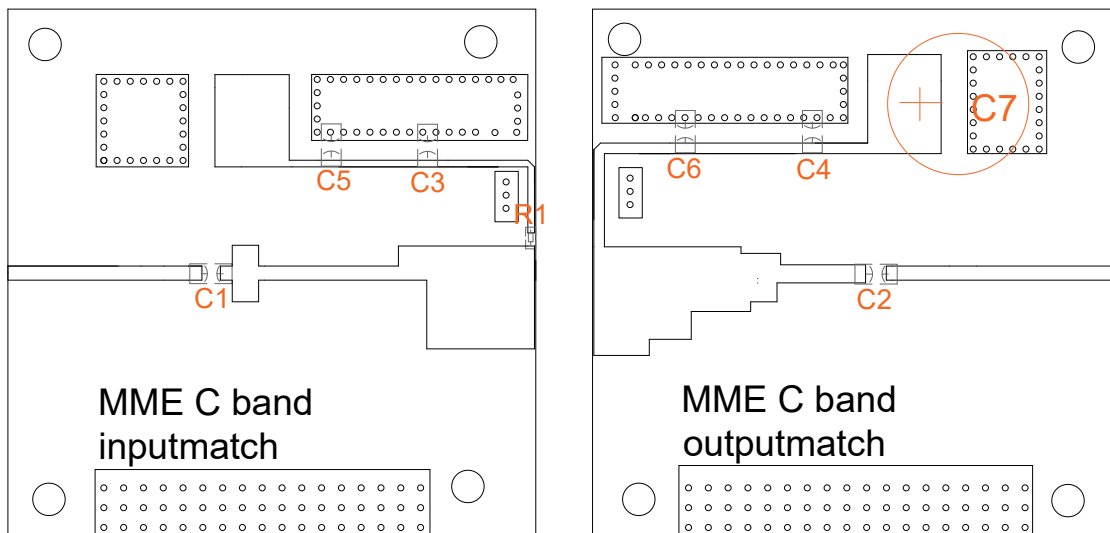 C5
C3
R1
C1
MME C band
inputmatch
C7
C6
C4
C2
MME C band
outputmatch